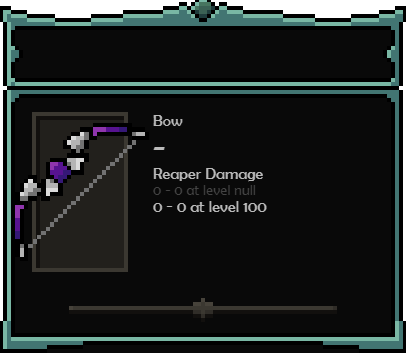 Bow
–
Reaper Damage
0 - 0 at level null
0 - 0 at level 100